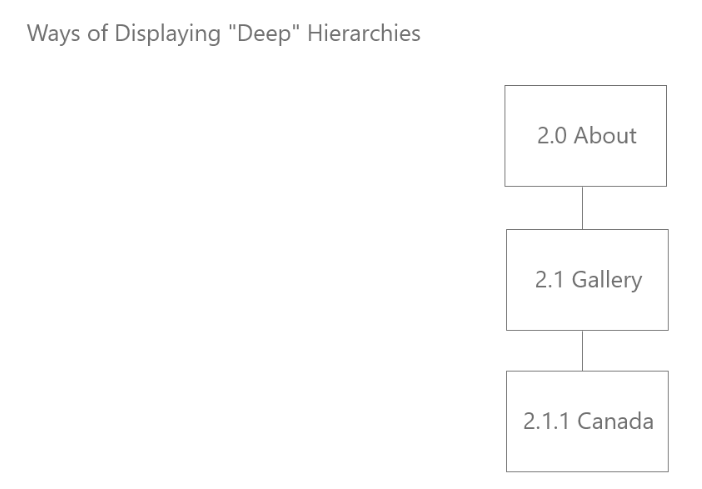 Ways of Displaying "Deep" Hierarchies
2.0 About
2.1 Gallery
2.1.1 Canada